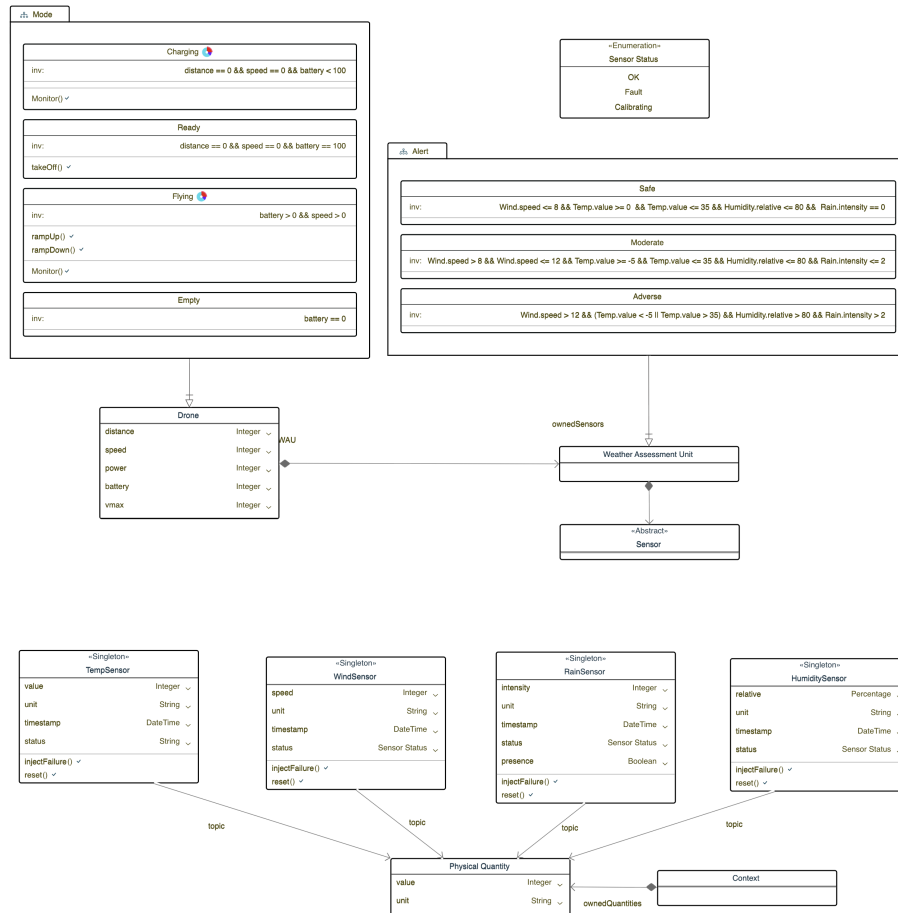 Mode
Charging
inv: distance == 0 && speed == 0 && battery < 100
Monitor()
Ready
inv: distance == 0 && speed == 0 && battery == 100
takeOff()
Flying
inv: battery > 0 && speed > 0
rampUp()
rampDown()
Monitor()
Empty
inv: battery == 0
«Enumeration»
Sensor Status
OK
Fault
Calibrating
Alert
Safe
inv: Wind.speed <= 8 && Temp.value >= 0 && Temp.value <= 35 && Humidity.relative <= 80 && Rain.intensity == 0
Moderate
inv: Wind.speed > 8 && Wind.speed <= 12 && Temp.value >= -5 && Temp.value <= 35 && Humidity.relative <= 80 && Rain.intensity <= 2
Adverse
inv: Wind.speed > 12 && (Temp.value < -5 || Temp.value > 35) && Humidity.relative > 80 && Rain.intensity > 2
Drone
distance Integer
speed Integer
power Integer
battery Integer
vmax Integer
WAU
ownedSensors
Weather Assessment Unit
«Abstract»
Sensor
«Singleton»
TempSensor
value Integer
unit String
timestamp DateTime
status String
injectFailure()
reset()
«Singleton»
WindSensor
speed Integer
unit String
timestamp DateTime
status Sensor Status
injectFailure()
reset()
«Singleton»
RainSensor
intensity Integer
unit String
timestamp DateTime
status Sensor Status
presence Boolean
injectFailure()
reset()
«Singleton»
HumiditySensor
relative Percentage
unit String
timestamp DateTime
status Sensor Status
injectFailure()
reset()
topic
topic
topic
topic
Physical Quantity
value Integer
unit String
ownedQuantities
Context